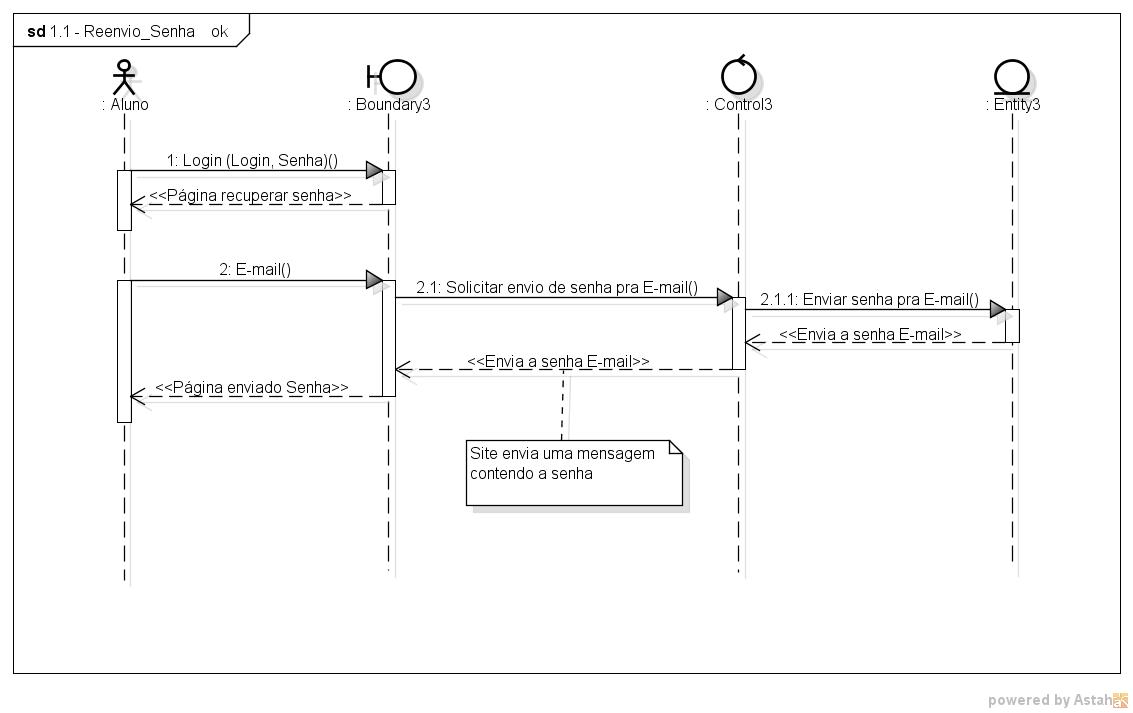 sd 1.1 - Reenvio_Senha ok
: Aluno
: Boundary3
: Control3
: Entity3
1: Login (Login, Senha)()
<<Página recuperar senha>>
2: E-mail()
2.1: Solicitar envio de senha pra E-mail()
2.1.1: Enviar senha pra E-mail()
<<Envia a senha E-mail>>
<<Envia a senha E-mail>>
<<Página enviado Senha>>
Site envia uma mensagem
contendo a senha
powered by Astah